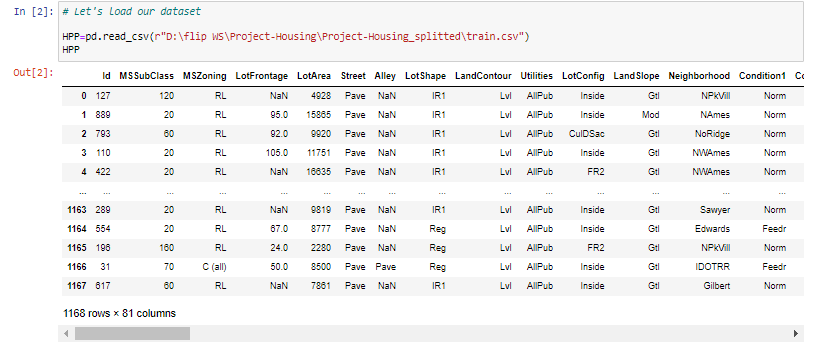 In [2]: # Let's load our dataset
HPP=pd.read_csv(r"D:\flip WS\Project-Housing\Project-Housing_splitted\train.csv")
HPP
Out[2]:
Id MSSubClass MSZoning LotFrontage LotArea Street Alley LotShape LandContour Utilities LotConfig LandSlope Neighborhood Condition1 Co
0 127 120 RL NaN 4928 Pave NaN IR1 Lvl AllPub Inside Gtl NPkVill Norm
1 889 20 RL 95.0 15865 Pave NaN IR1 Lvl AllPub Inside Mod NAmes Norm
2 793 60 RL 92.0 9920 Pave NaN IR1 Lvl AllPub CulDSac Gtl NoRidge Norm
3 110 20 RL 105.0 11751 Pave NaN IR1 Lvl AllPub Inside Gtl NWAmes Norm
4 422 20 RL NaN 16635 Pave NaN IR1 Lvl AllPub FR2 Gtl NWAmes Norm
... ... ... ... ... ... ... ... ... ... ... ... ... ... ...
1163 289 20 RL NaN 9819 Pave NaN IR1 Lvl AllPub Inside Gtl Sawyer Norm
1164 554 20 RL 67.0 8777 Pave NaN Reg Lvl AllPub Inside Gtl Edwards Feedr
1165 196 160 RL 24.0 2280 Pave NaN Reg Lvl AllPub FR2 Gtl NPkVill Norm
1166 31 70 C (all) 50.0 8500 Pave Pave Reg Lvl AllPub Inside Gtl IDOTRR Feedr
1167 617 60 RL NaN 7861 Pave NaN IR1 Lvl AllPub Inside Gtl Gilbert Norm
1168 rows × 81 columns